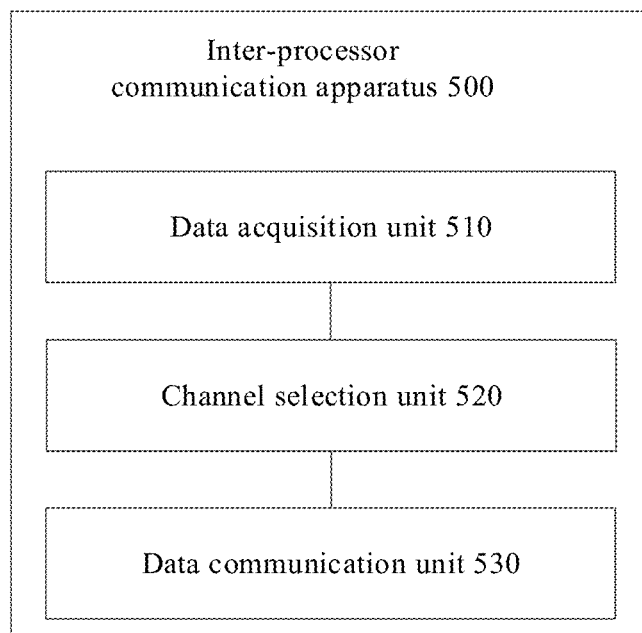 Inter-processor
communication apparatus 500
Data acquisition unit 510
Channel selection unit 520
Data communication unit 530